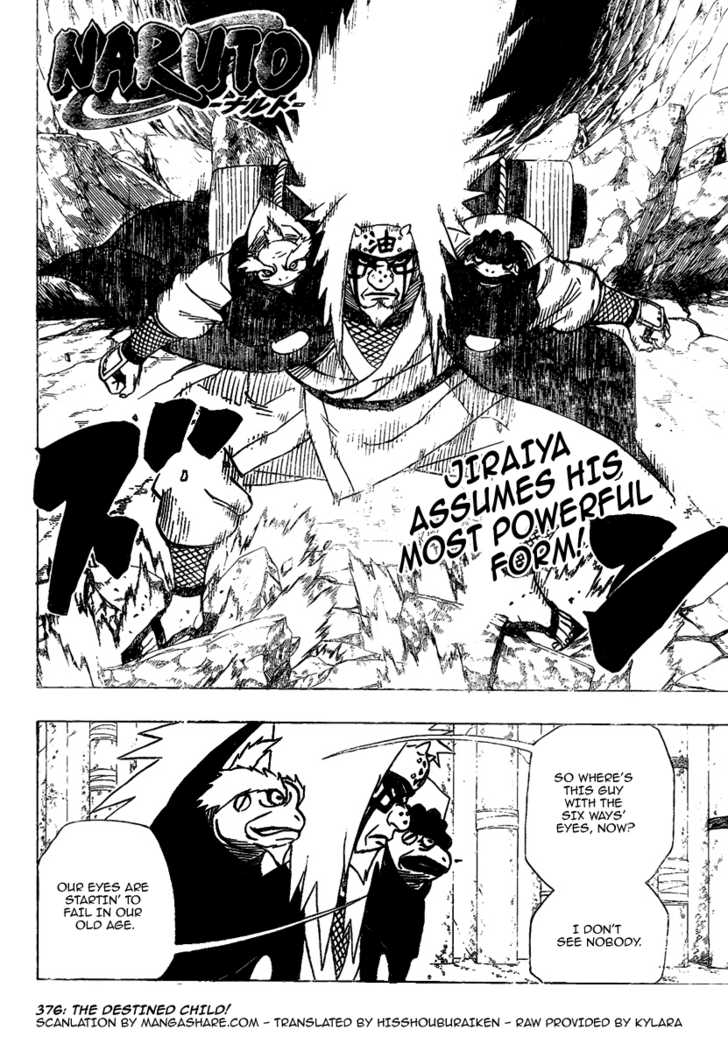 NARUTO
-ナルト-
油
JIRAIYA
ASSUMES HIS
MOST POWERFUL
FORM!
ズ
ン
SO WHERE'S
THIS GUY
WITH THE
SIX WAYS'
EYES, NOW?
I DON'T
SEE NOBODY.
OUR EYES ARE
STARTIN' TO
FAIL IN OUR
OLD AGE.
376: THE DESTINED CHILD!
SCANLATION BY MANGASHARE.COM – TRANSLATED BY HISSHOUBURAIKEN – RAW PROVIDED BY KYLARA